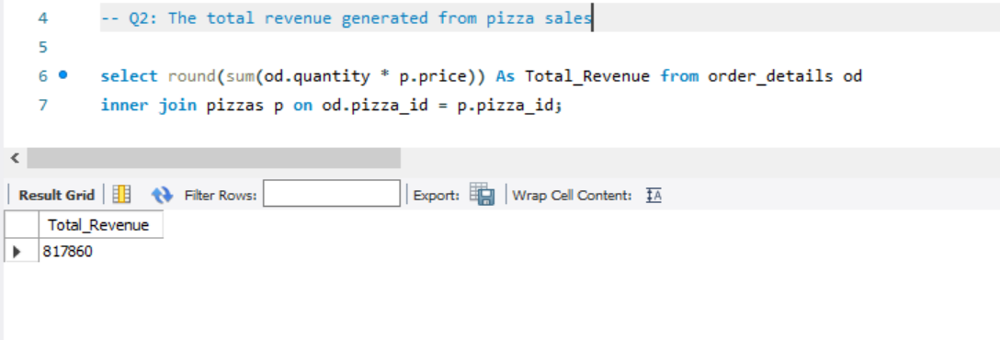 4 -- Q2: The total revenue generated from pizza sales
5
6 select round(sum(od.quantity * p.price)) As Total_Revenue from order_details od
7 inner join pizzas p on od.pizza_id = p.pizza_id;
Result Grid Filter Rows: Export: Wrap Cell Content: IA
Total_Revenue
817860